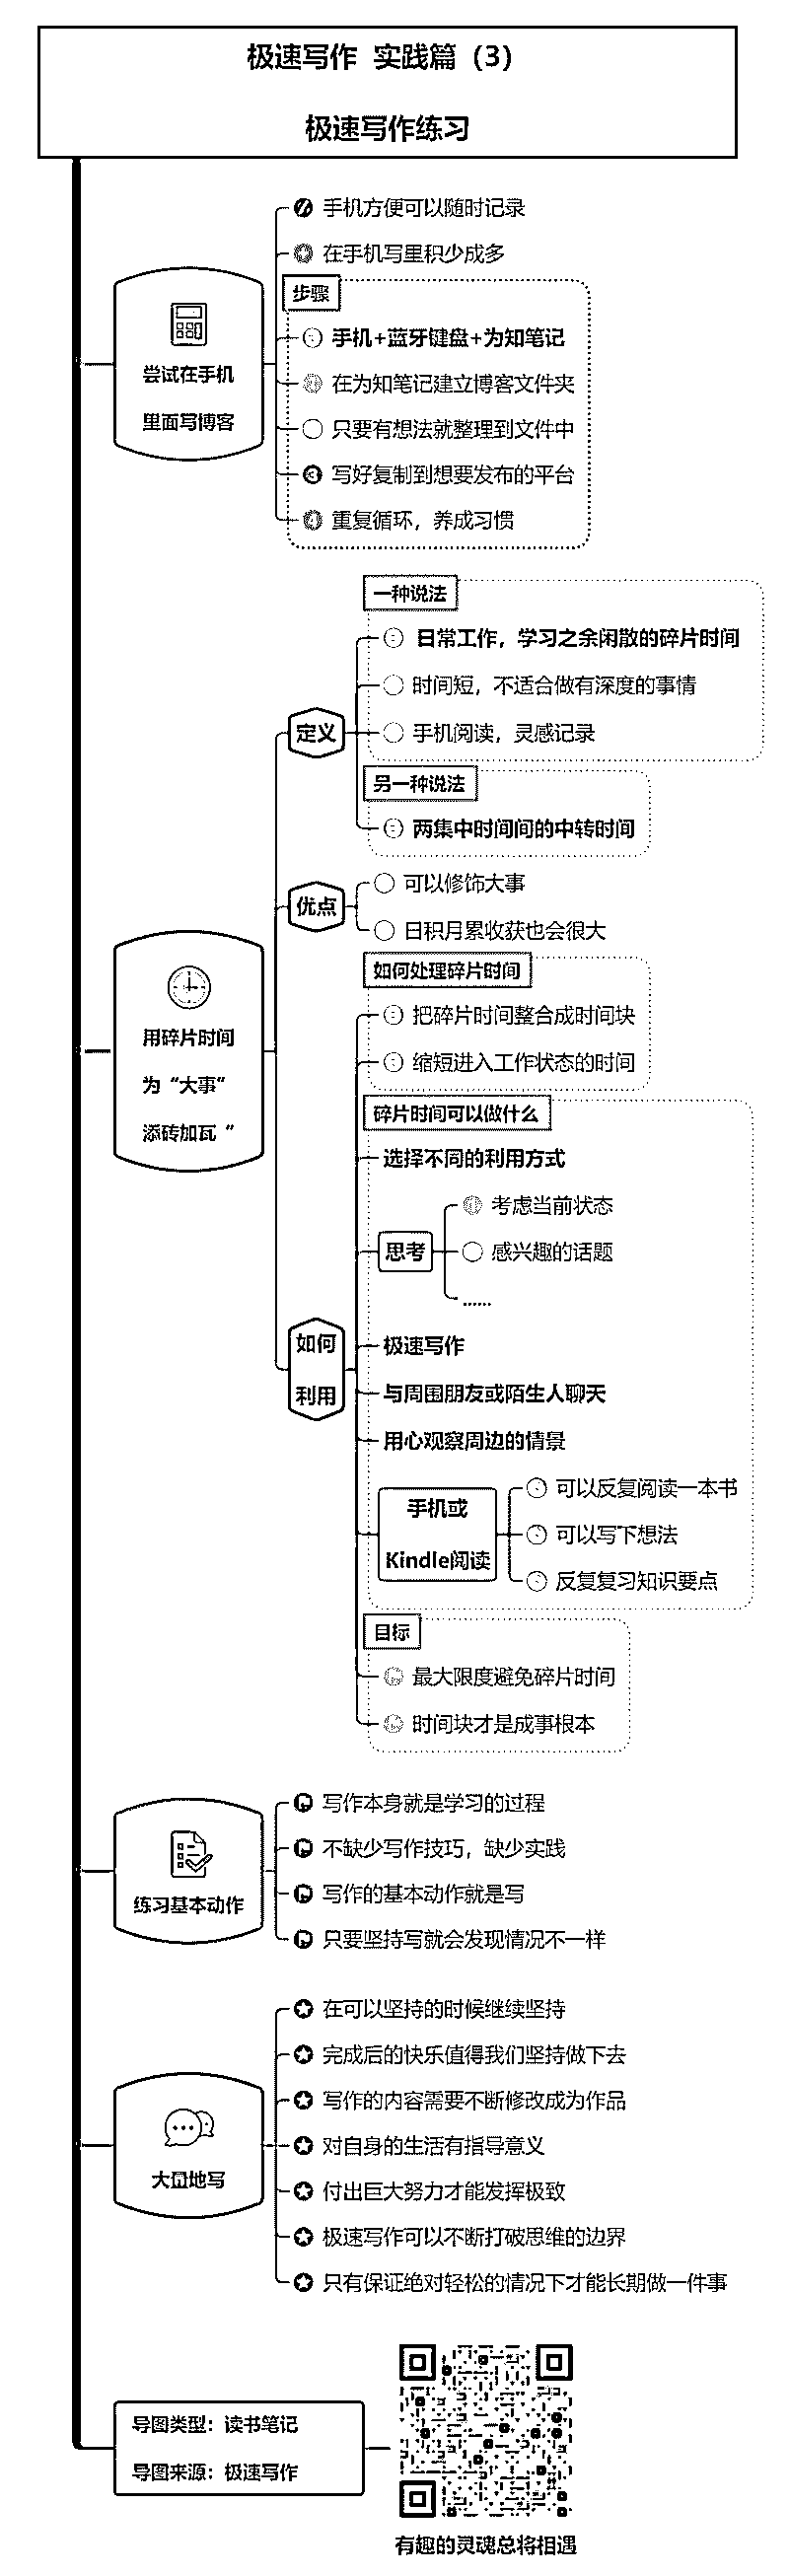 极速写作 实践篇（3）
极速写作练习
尝试在手机
里面写博客
手机方便可以随时记录
在手机写里积少成多
步骤
手机+蓝牙键盘+为知笔记
在为知笔记建立博客文件夹
只要有想法就整理到文件中
写好复制到想要发布的平台
重复循环，养成习惯
用碎片时间
为“大事”
添砖加瓦 ”
定义
一种说法
日常工作，学习之余闲散的碎片时间
时间短，不适合做有深度的事情
手机阅读，灵感记录
另一种说法
两集中时间间的中转时间
优点
可以修饰大事
日积月累收获也会很大
如何
利用
如何处理碎片时间
把碎片时间整合成时间块
缩短进入工作状态的时间
碎片时间可以做什么
选择不同的利用方式
思考
考虑当前状态
感兴趣的话题
……
极速写作
与周围朋友或陌生人聊天
用心观察周边的情景
手机或
Kindle阅读
可以反复阅读一本书
可以写下想法
反复复习知识要点
目标
最大限度避免碎片时间
时间块才是成事根本
练习基本动作
写作本身就是学习的过程
不缺少写作技巧，缺少实践
写作的基本动作就是写
只要坚持写就会发现情况不一样
大量地写
在可以坚持的时候继续坚持
完成后的快乐值得我们坚持做下去
写作的内容需要不断修改成为作品
对自身的生活有指导意义
付出巨大努力才能发挥极致
极速写作可以不断打破思维的边界
只有保证绝对轻松的情况下才能长期做一件事
导图类型：读书笔记
导图来源：极速写作
有趣的灵魂总将相遇